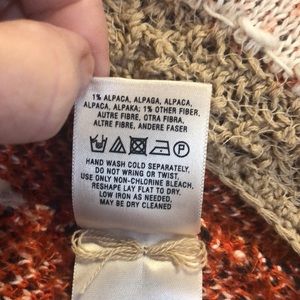 1% ALPACA, ALPAGA, ALPACA,
ALPACA, ALPAKA; 1% OTHER FIBER,
AUTRE FIBRE, OTRA FIBRA,
ALTRE FIBRE, ANDERE FASER
P
HAND WASH COLD SEPARATELY,
DO NOT WRING OR TWIST,
USE ONLY NON-CHLORINE BLEACH,
RESHAPE LAY FLAT TO DRY.
LOW IRON AS NEEDED,
MAY BE DRY CLEANED